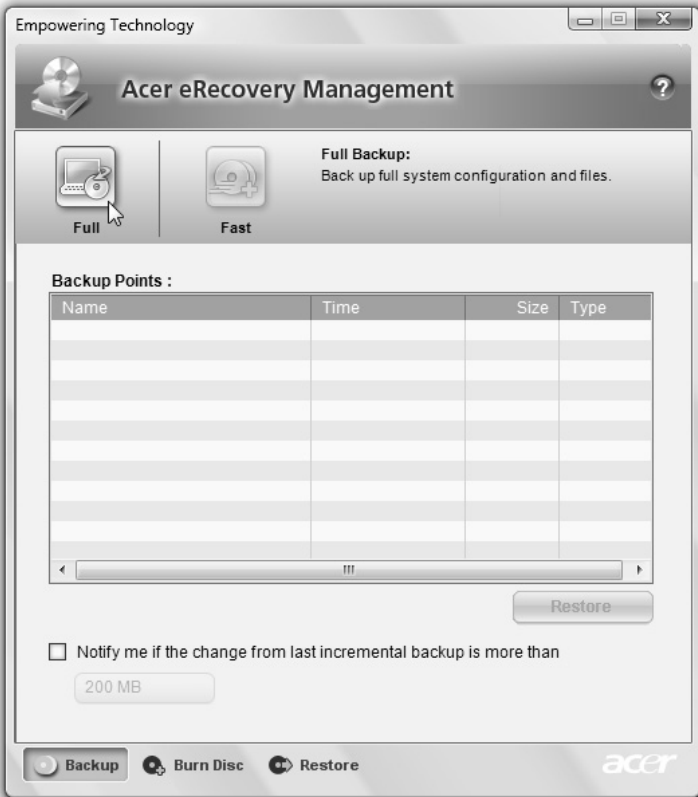 Empowering Technology
Acer eRecovery Management
?
Full Backup:
Back up full system configuration and files.
Full
Fast
Backup Points :
Name Time Size Type
Restore
Notify me if the change from last incremental backup is more than
200 MB
Backup Burn Disc Restore
acer